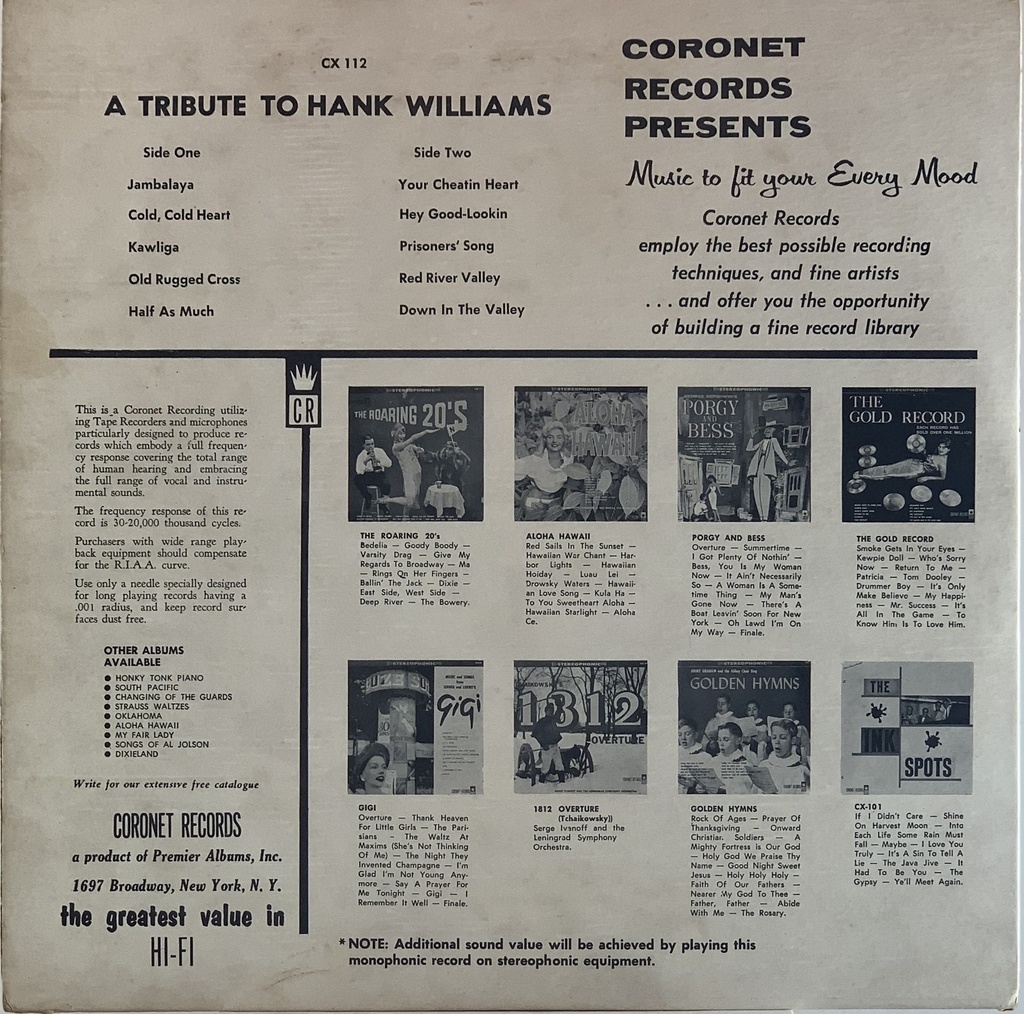 CX 112
A TRIBUTE TO HANK WILLIAMS
Side One
Jambalaya
Cold, Cold Heart
Kawliga
Old Rugged Cross
Half As Much
Side Two
Your Cheatin Heart
Hey Good-Lookin
Prisoners' Song
Red River Valley
Down In The Valley
CORONET
RECORDS
PRESENTS
Music to fit your Every Mood
Coronet Records
employ the best possible recording
techniques, and fine artists
. . . and offer you the opportunity
of building a fine record library
CR
This is a Coronet Recording utiliz-
ing Tape Recorders and microphones
particularly designed to produce re-
cords which embody a full frequen-
cy response covering the total range
of human hearing and embracing
the full range of vocal and instru-
mental sounds.
The frequency response of this re-
cord is 30-20,000 thousand cycles.
Purchasers with wide range play-
back equipment should compensate
for the R.I.A.A. curve.
Use only a needle specially designed
for long playing records having a
.001 radius, and keep record sur-
faces dust free.
OTHER ALBUMS
AVAILABLE
● HONKY TONK PIANO
● SOUTH PACIFIC
● CHANGING OF THE GUARDS
● STRAUSS WALTZES
● OKLAHOMA
● ALOHA HAWAII
● MY FAIR LADY
● SONGS OF AL JOLSON
● DIXIELAND
Write for our extensive free catalogue
CORONET RECORDS
a product of Premier Albums, Inc.
1697 Broadway, New York, N. Y.
the greatest value in
HI-FI
STEREOPHONIC
THE ROARING 20'S
THE ROARING 20's
Bedelia — Goody Boody —
Varsity Drag — Give My
Regards To Broadway — Ma
— Rings On Her Fingers —
Ballin' The Jack — Dixie —
East Side, West Side —
Deep River — The Bowery.
STEREOPHONIC
ALOHA
HAWAII
ALOHA HAWAII
Red Sails In The Sunset —
Hawaiian War Chant — Har-
bor Lights — Hawaiian
Hoiday — Luau Lei —
Drowsky Waters — Hawaii-
an Love Song — Kula Ha —
To You Sweetheart Aloha —
Hawaiian Starlight — Aloha
Ce.
STEREOPHONIC
PORGY
AND
BESS
PORGY AND BESS
Overture — Summertime —
I Got Plenty Of Nothin' —
Bess, You Is My Woman
Now — It Ain't Necessarily
So — A Woman Is A Some-
time Thing — My Man's
Gone Now — There's A
Boat Leavin' Soon For New
York — Oh Lawd I'm On
My Way — Finale.
STEREOPHONIC
THE
GOLD RECORD
EACH RECORD HAS
SOLD OVER ONE MILLION
THE GOLD RECORD
Smoke Gets In Your Eyes —
Kewpie Doll — Who's Sorry
Now — Return To Me —
Patricia — Tom Dooley —
Drummer Boy — It's Only
Make Believe — My Happi-
ness — Mr. Success — It's
All In The Game — To
Know Him Is To Love Him.
MUSIC and SONGS
from
LERNER and LOEWE'S
gigi
GIGI
Overture — Thank Heaven
For Little Girls — The Pari-
sians — The Waltz At
Maxims (She's Not Thinking
Of Me) — The Night They
Invented Champagne — I'm
Glad I'm Not Young Any-
more — Say A Prayer For
Me Tonight — Gigi — I
Remember It Well — Finale.
1812
OVERTURE
1812 OVERTURE
(Tchaikowsky))
Serge Ivanoff and the
Leningrad Symphony
Orchestra.
GOLDEN HYMNS
GOLDEN HYMNS
Rock Of Ages — Prayer Of
Thanksgiving — Onward
Christian Soldiers — A
Mighty Fortress is Our God
— Holy God We Praise Thy
Name — Good Night Sweet
Jesus — Holy Holy Holy —
Faith Of Our Fathers —
Nearer My God To Thee —
Father, Father — Abide
With Me — The Rosary.
THE
INK
SPOTS
CX-101
If I Didn't Care — Shine
On Harvest Moon — Into
Each Life Some Rain Must
Fall — Maybe — I Love You
Truly — It's A Sin To Tell A
Lie — The Java Jive — It
Had To Be You — The
Gypsy — Ye'll Meet Again.
* NOTE: Additional sound value will be achieved by playing this
monophonic record on stereophonic equipment.